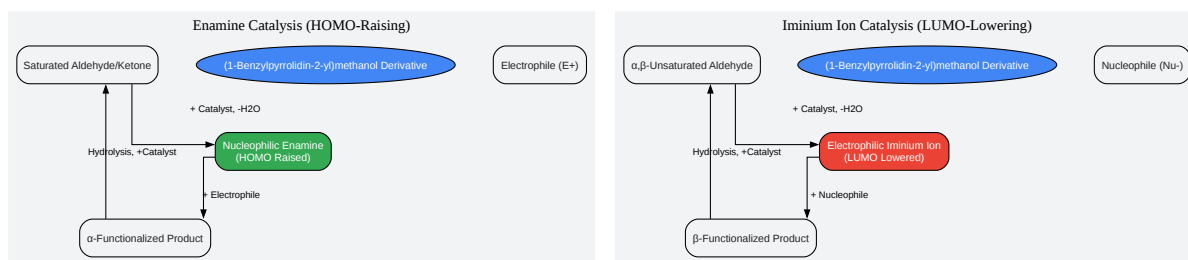 Enamine Catalysis (HOMO-Raising)
Saturated Aldehyde/Ketone
(1-Benzylpyrrolidin-2-yl)methanol Derivative
Electrophile (E+)
+ Catalyst, -H2O
Hydrolysis, +Catalyst
Nucleophilic Enamine
(HOMO Raised)
+ Electrophile
α-Functionalized Product
Iminium Ion Catalysis (LUMO-Lowering)
α,β-Unsaturated Aldehyde
(1-Benzylpyrrolidin-2-yl)methanol Derivative
Nucleophile (Nu-)
+ Catalyst, -H2O
Hydrolysis, +Catalyst
Electrophilic Iminium Ion
(LUMO Lowered)
+ Nucleophile
β-Functionalized Product